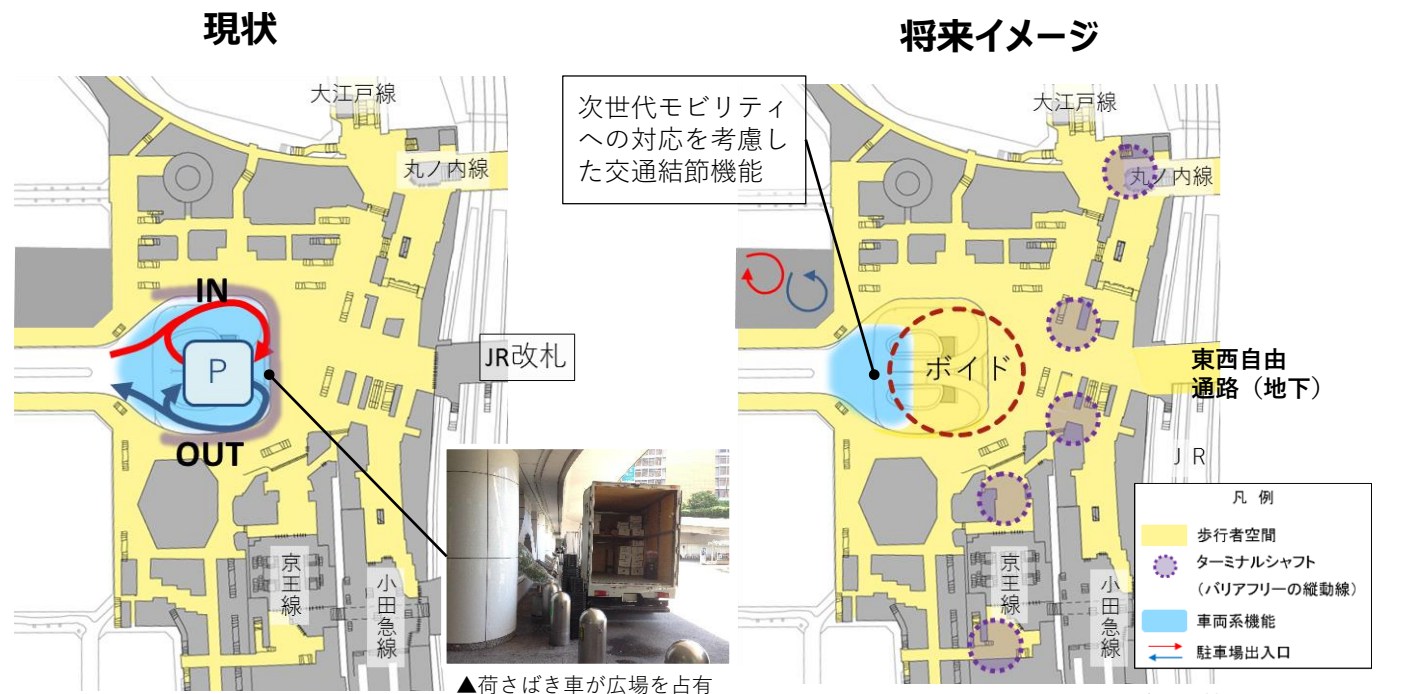 現状
大江戸線
丸ノ内線
IN
P
OUT
JR改札
京王線
小田急線
▲荷さばき車が広場を占有
将来イメージ
次世代モビリティ
への対応を考慮し
た交通結節機能
大江戸線
丸ノ内線
ボイド
東西自由
通路（地下）
ＪＲ
京王線
小田急線
凡 例
歩行者空間
ターミナルシャフト
（バリアフリーの縦動線）
車両系機能
駐車場出入口